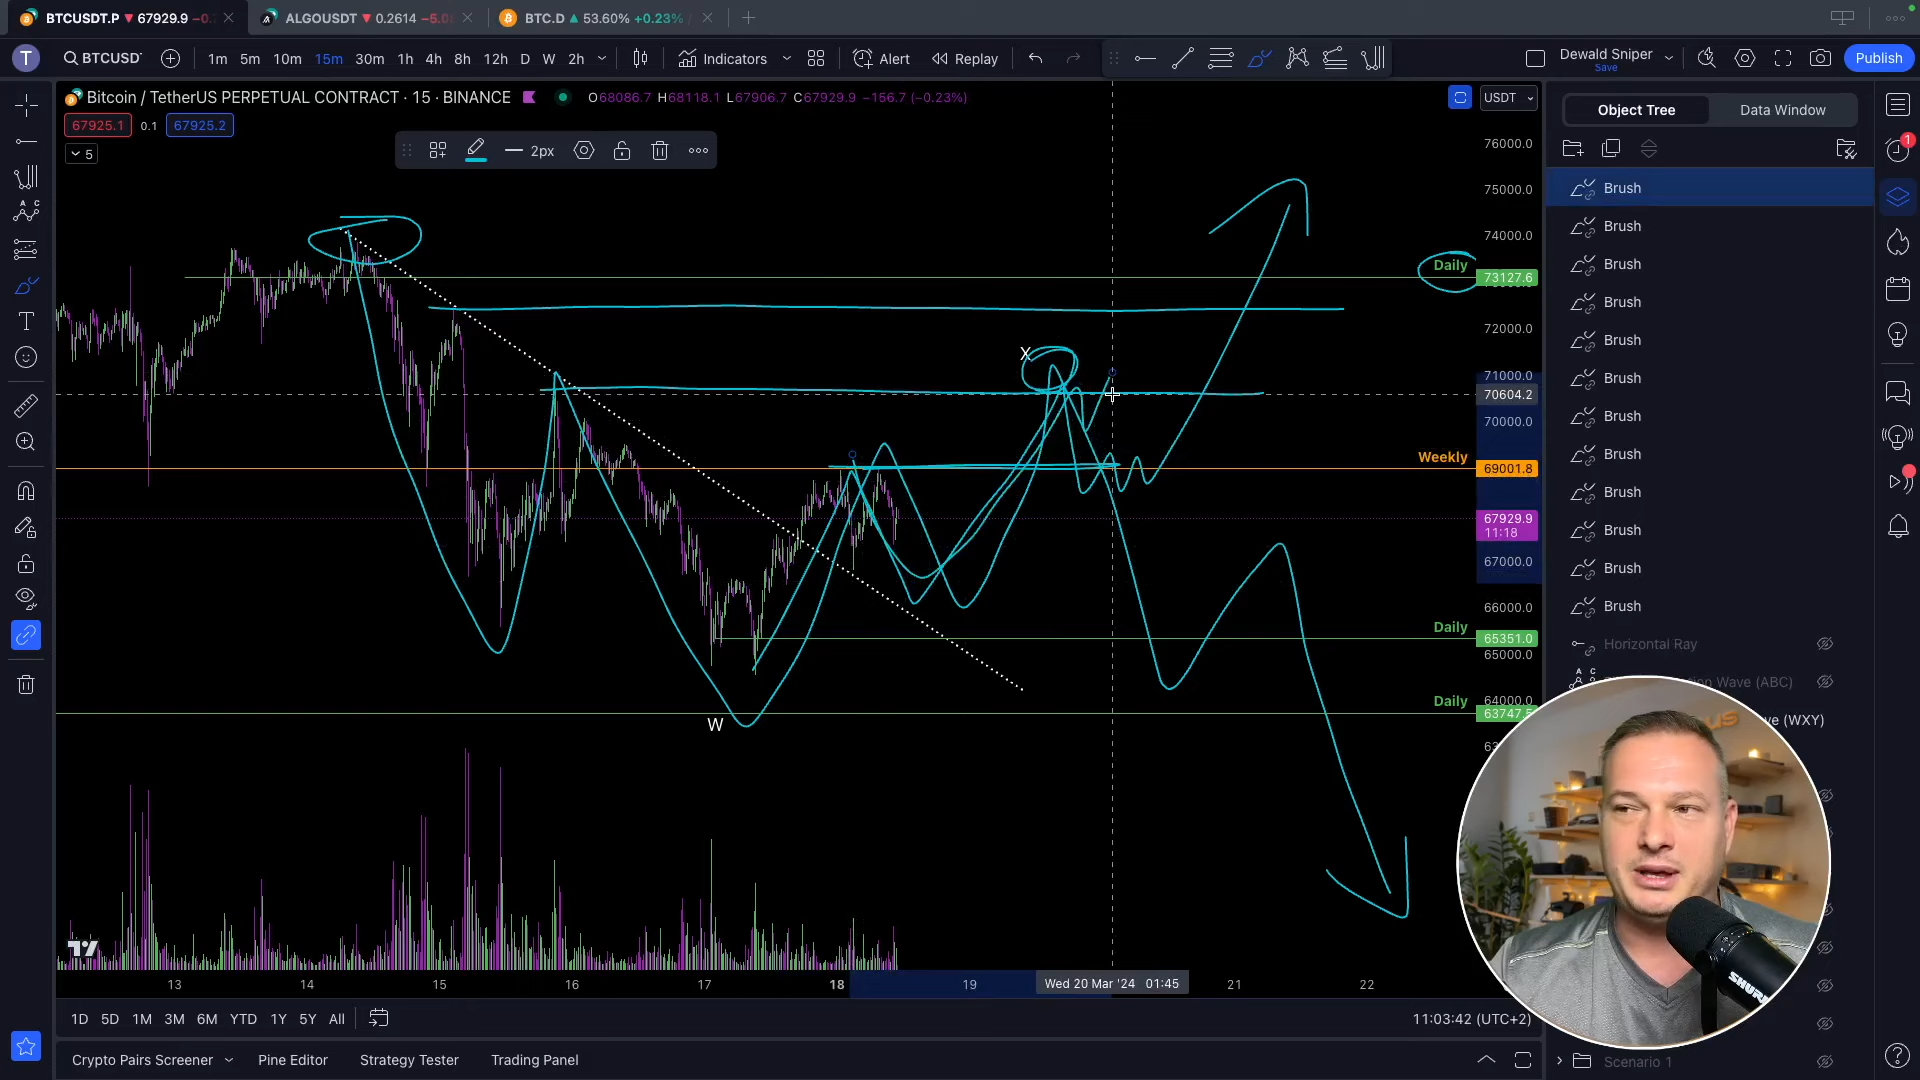 BTCUSDT.P 67929.9 −0.
ALGOUSDT 0.2614
BTC.D 53.60% +0.23%
T BTCUSD 1m 5m 10m 15m 30m 1h 4h 8h 12h D W 2h Indicators Alert Replay Dewald Sniper Save Publish
Bitcoin / TetherUS PERPETUAL CONTRACT · 15 · BINANCE O68086.7 H68118.1 L67906.7 C67929.9 −156.7 (−0.23%)
USDT
67925.1 0.1 67925.2
5
2px
Object Tree Data Window
76000.0
75000.0
74000.0
Daily 73127.6
72000.0
X
71000.0
70604.2
70000.0
Weekly 69001.8
67929.9
11:18
67000.0
66000.0
Daily 65351.0
65000.0
64000.0
Daily
W
13 14 15 16 17 18 19 Wed 20 Mar '24 01:45 21 22
1D 5D 1M 3M 6M YTD 1Y 5Y All 11:03:42 (UTC+2)
Crypto Pairs Screener Pine Editor Strategy Tester Trading Panel
Brush
Brush
Brush
Brush
Brush
Brush
Brush
Brush
Brush
Brush
Brush
Brush
Horizontal Ray
Wave (ABC)
(WXY)
Scenario 1
1
SHURE